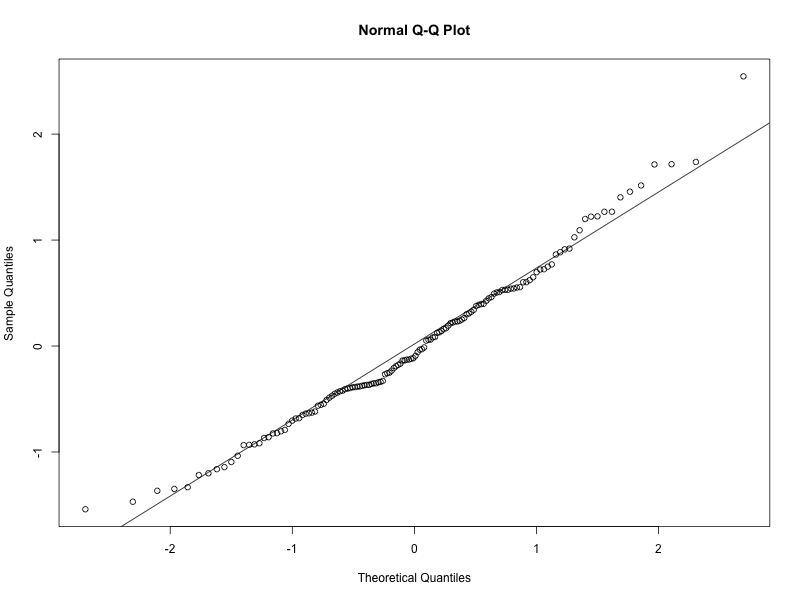 Normal Q-Q Plot
2
1
0
-1
Sample Quantiles
-2 -1 0 1 2
Theoretical Quantiles